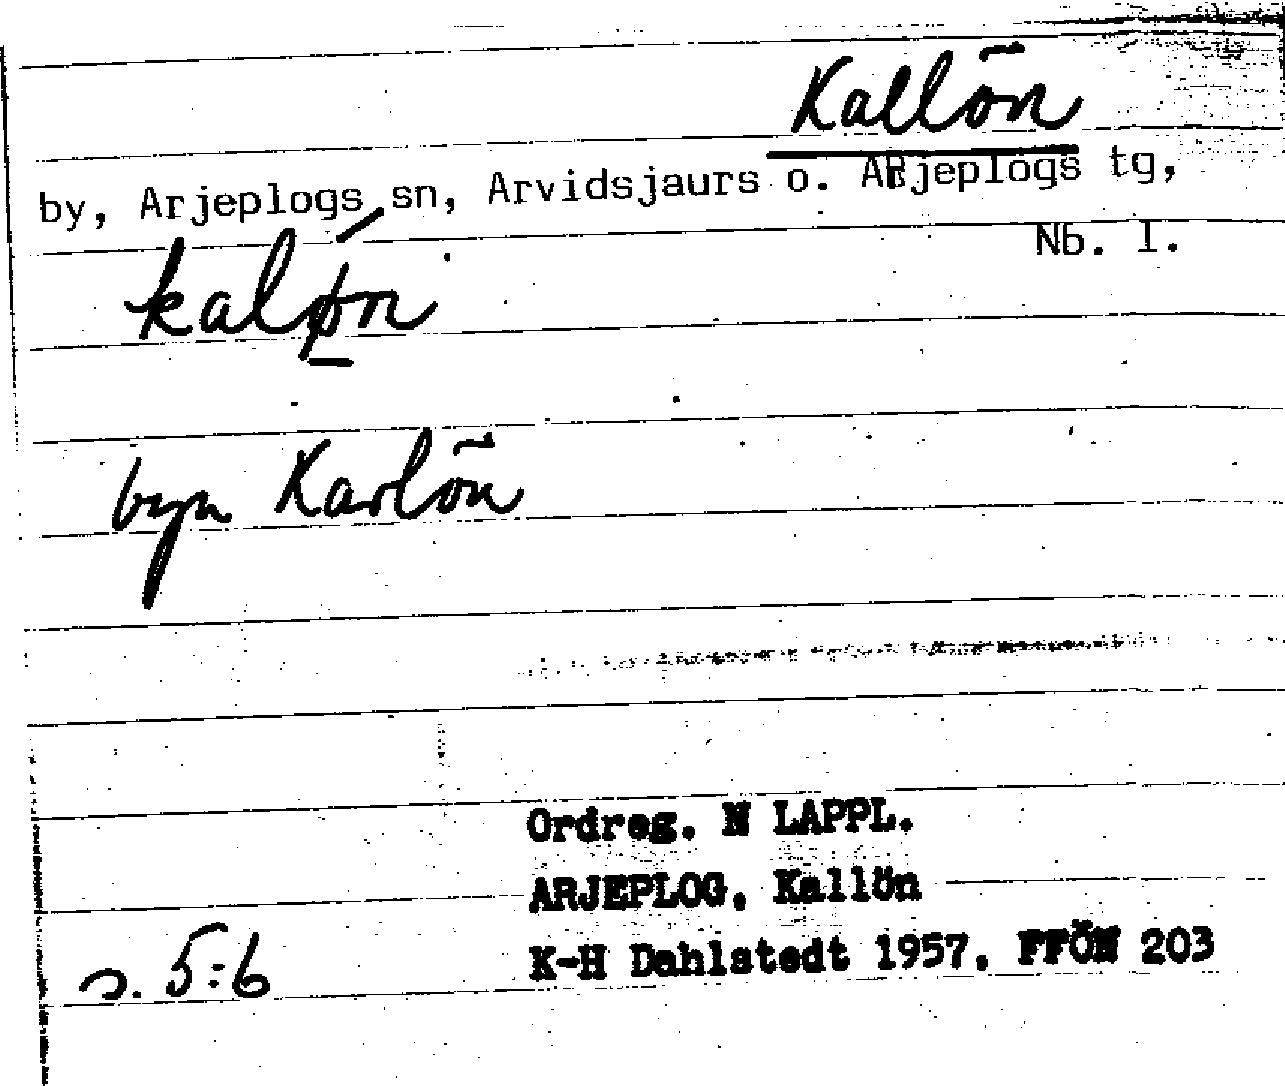 Kallön
by, Arjeplogs sn, Arvidsjaurs o. Arjeplogs tg,
Nb. l.
kaløn
byn Karlön
Ordreg. N LAPPL.
ARJEPLOG. Kallön
s. 5:6 K-H Dahlstedt 1957. FFÖN 203